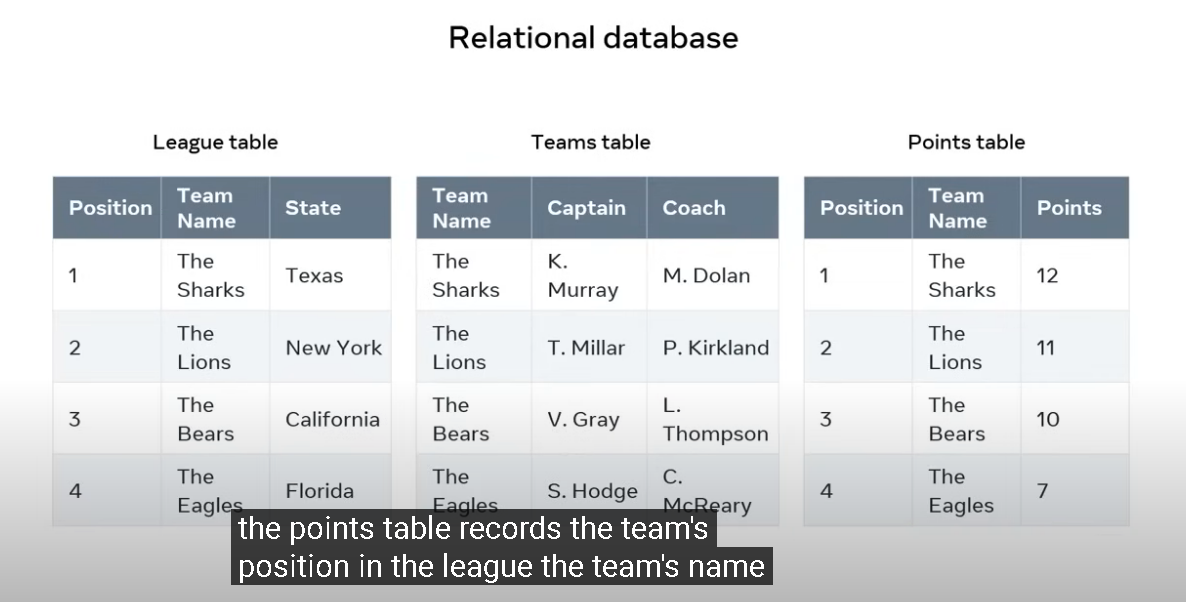 Relational database
League table
Position Team Name State
1 The Sharks Texas
2 The Lions New York
3 The Bears California
4 The Eagles Florida
Teams table
Team Name Captain Coach
The Sharks K. Murray M. Dolan
The Lions T. Millar P. Kirkland
The Bears V. Gray L. Thompson
The Eagles S. Hodge C. McReary
Points table
Position Team Name Points
1 The Sharks 12
2 The Lions 11
3 The Bears 10
4 The Eagles 7
the points table records the team's
position in the league the team's name